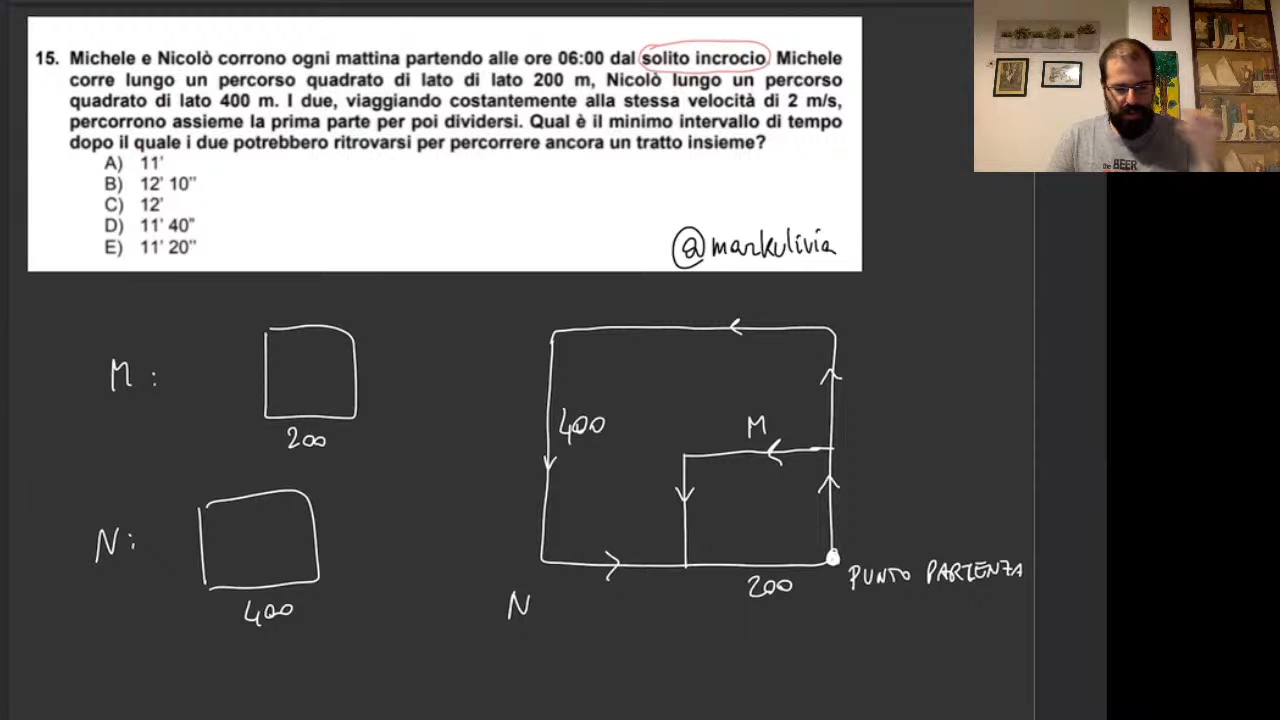 15. Michele e Nicolò corrono ogni mattina partendo alle ore 06:00 dal solito incrocio Michele
corre lungo un percorso quadrato di lato di lato 200 m, Nicolò lungo un percorso
quadrato di lato 400 m. I due, viaggiando costantemente alla stessa velocità di 2 m/s,
percorrono assieme la prima parte per poi dividersi. Qual è il minimo intervallo di tempo
dopo il quale i due potrebbero ritrovarsi per percorrere ancora un tratto insieme?
A) 11'
B) 12' 10"
C) 12'
D) 11' 40"
E) 11' 20"
@markulivia
M:
200
N:
400
400
M
200
PUNTO PARTENZA
N
the BEER